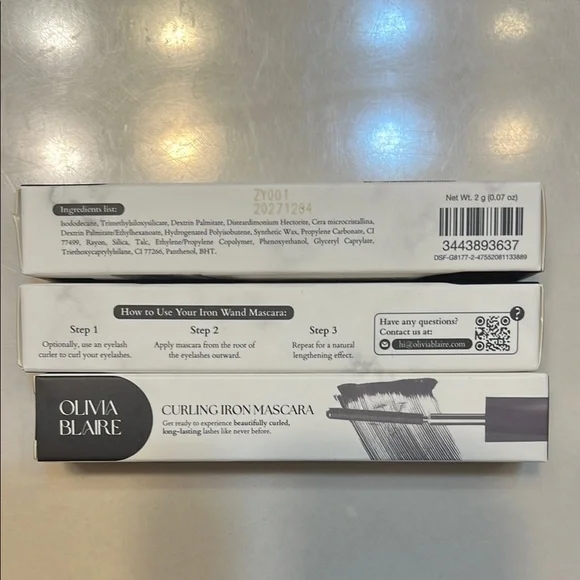 ZY001
20271204
Ingredients list:
Isododecane, Trimethylsiloxysilicate, Dextrin Palmitate, Disteardimonium Hectorite, Cera microcristallina,
Dextrin Palmitate/Ethylhexanoate, Hydrogenated Polyisobutene, Synthetic Wax, Propylene Carbonate, CI
77499, Rayon, Silica, Talc, Ethylene/Propylene Copolymer, Phenoxyethanol, Glyceryl Caprylate,
Triethoxycaprylylsilane, CI 77266, Panthenol, BHT.
Net Wt. 2 g (0.07 oz)
3443893637
DSF-G8177-2-47552081133889
How to Use Your Iron Wand Mascara:
Step 1
Optionally, use an eyelash
curler to curl your eyelashes.
Step 2
Apply mascara from the root of
the eyelashes outward.
Step 3
Repeat for a natural
lengthening effect.
Have any questions?
Contact us at:
hi@oliviablaire.com
?
OLIVIA
BLAIRE
CURLING IRON MASCARA
Get ready to experience beautifully curled,
long-lasting lashes like never before.